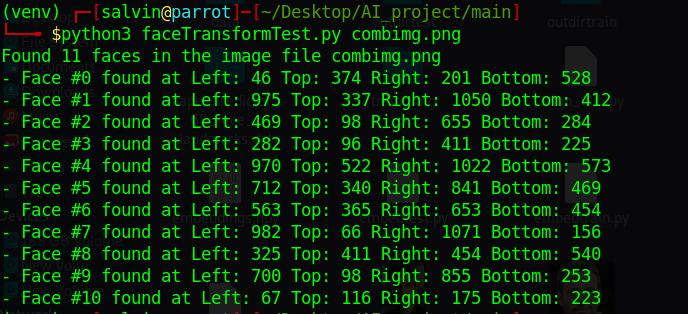 (venv) ┌─[salvin@parrot]─[~/Desktop/AI_project/main]
└──╼ $python3 faceTransformTest.py combimg.png
Found 11 faces in the image file combimg.png
- Face #0 found at Left: 46 Top: 374 Right: 201 Bottom: 528
- Face #1 found at Left: 975 Top: 337 Right: 1050 Bottom: 412
- Face #2 found at Left: 469 Top: 98 Right: 655 Bottom: 284
- Face #3 found at Left: 282 Top: 96 Right: 411 Bottom: 225
- Face #4 found at Left: 970 Top: 522 Right: 1022 Bottom: 573
- Face #5 found at Left: 712 Top: 340 Right: 841 Bottom: 469
- Face #6 found at Left: 563 Top: 365 Right: 653 Bottom: 454
- Face #7 found at Left: 982 Top: 66 Right: 1071 Bottom: 156
- Face #8 found at Left: 325 Top: 411 Right: 454 Bottom: 540
- Face #9 found at Left: 700 Top: 98 Right: 855 Bottom: 253
- Face #10 found at Left: 67 Top: 116 Right: 175 Bottom: 223